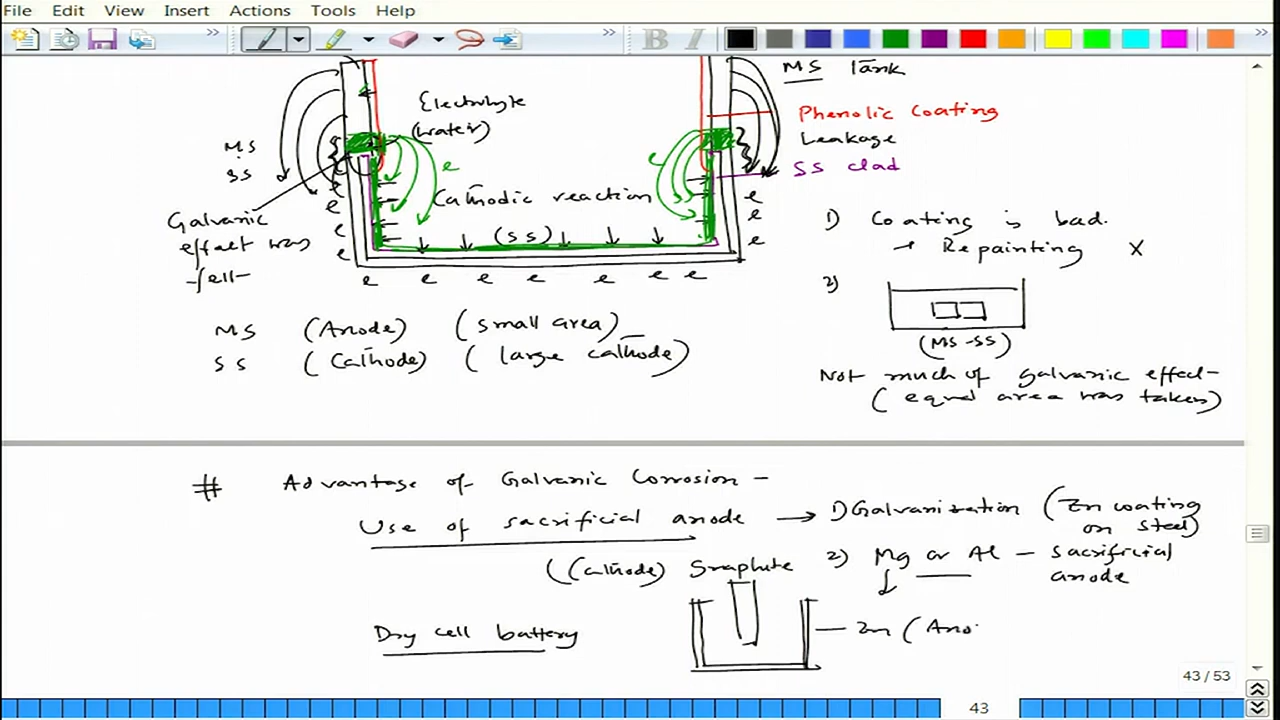 File Edit View Insert Actions Tools Help
MS Tank
Electrolyte
(water)
Phenolic coating
Leakage
SS clad
MS
SS
e
e
Cathodic reaction
(SS)
Galvanic
effect was
felt
e
e
e
e
e
e
e
e e e e e e e
1) Coating is bad.
→ Repainting X
2)
(MS-SS)
MS (Anode) (small area)
SS (Cathode) (large cathode)
Not much of galvanic effect
(equal area was taken)
# Advantage of Galvanic Corrosion -
Use of sacrificial anode → 1) Galvanization (Zn coating
on steel)
2) Mg or Al - sacrificial
anode
(Cathode) Graphite
Dry cell battery
Zn (Ano
43 / 53
43